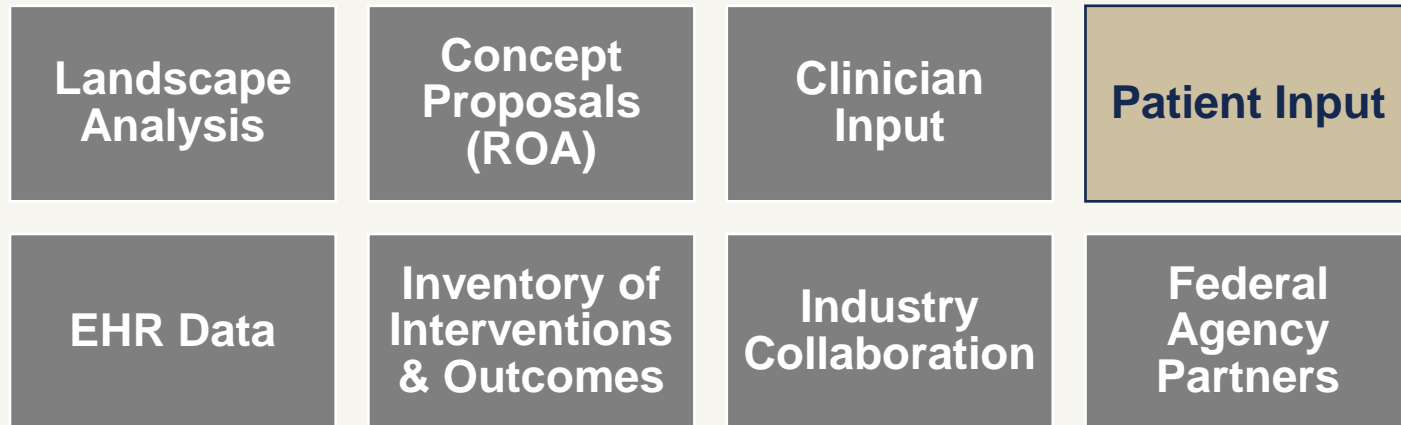 Landscape
Analysis
Concept
Proposals
(ROA)
Clinician
Input
Patient Input
EHR Data
Inventory of
Interventions
& Outcomes
Industry
Collaboration
Federal
Agency
Partners